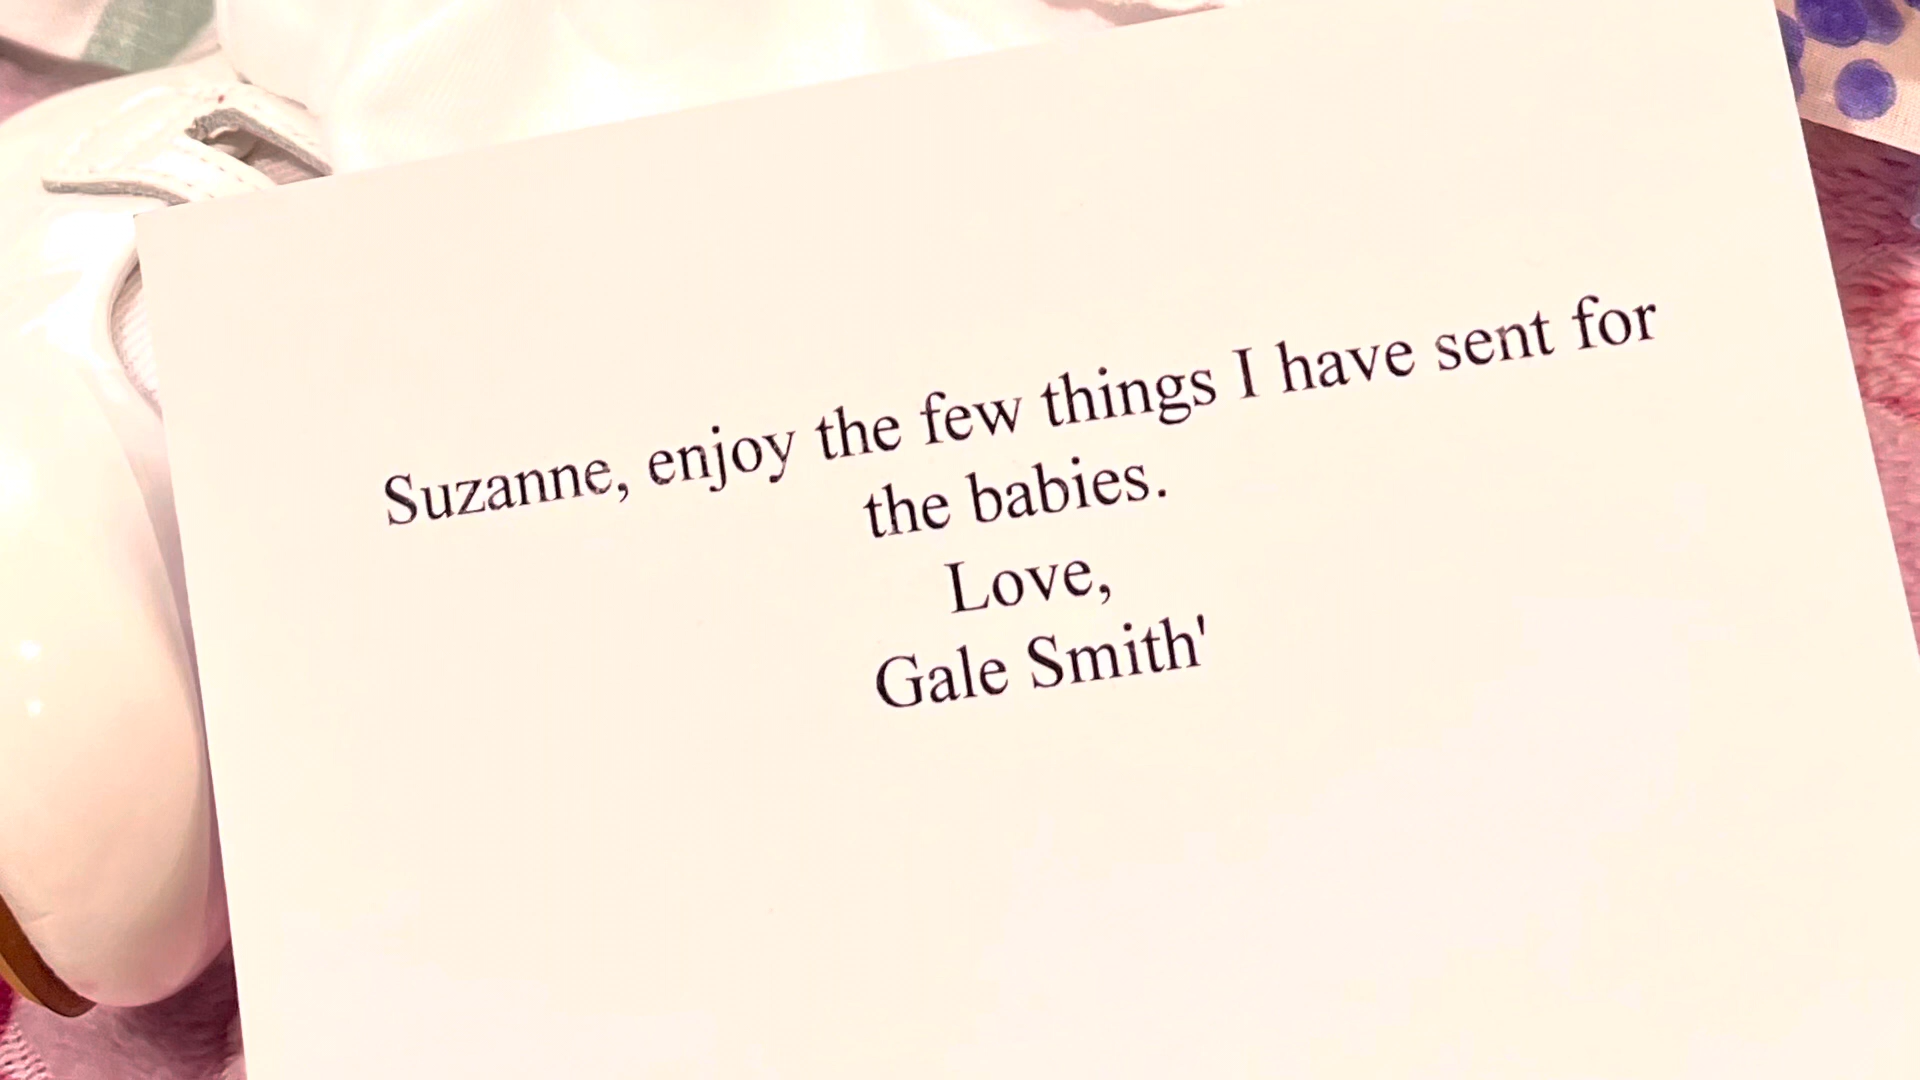 Suzanne, enjoy the few things I have sent for
the babies.
Love,
Gale Smith'